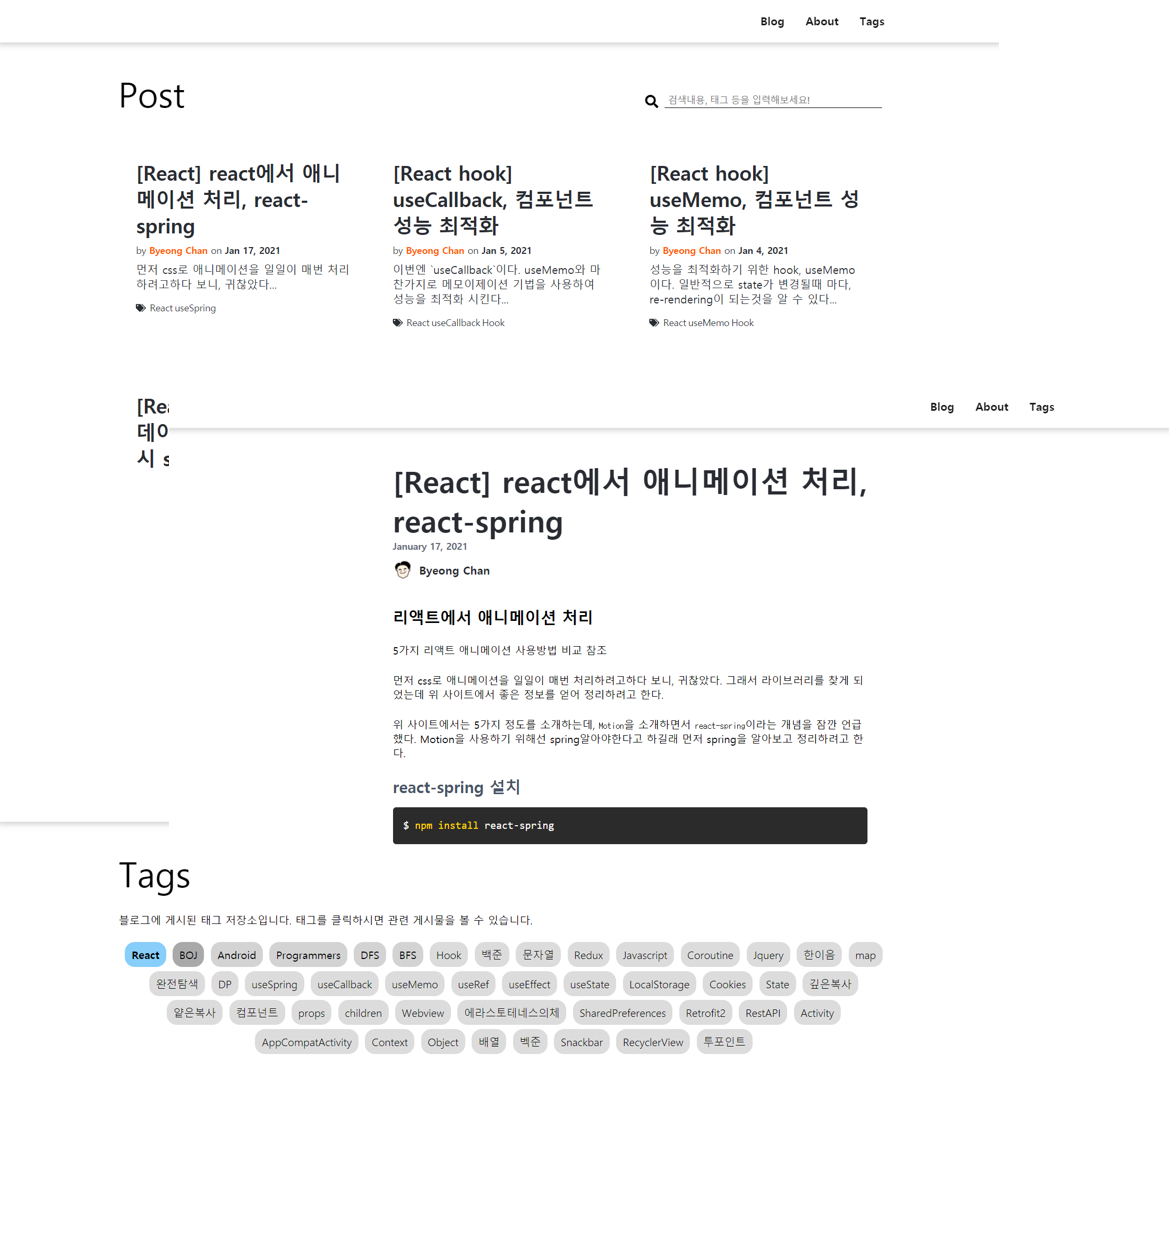 Blog About Tags
Post
검색내용, 태그 등을 입력해보세요!
[React] react에서 애니
메이션 처리, react-
spring
by Byeong Chan on Jan 17, 2021
먼저 css로 애니메이션을 일일이 매번 처리
하려고하다 보니, 귀찮았다...
React useSpring
[React hook]
useCallback, 컴포넌트
성능 최적화
by Byeong Chan on Jan 5, 2021
이번엔 `useCallback`이다. useMemo와 마
찬가지로 메모이제이션 기법을 사용하여
성능을 최적화 시킨다...
React useCallback Hook
[React hook]
useMemo, 컴포넌트 성
능 최적화
by Byeong Chan on Jan 4, 2021
성능을 최적화하기 위한 hook, useMemo
이다. 일반적으로 state가 변경될때 마다,
re-rendering이 되는것을 알 수 있다...
React useMemo Hook
[Rea
데이
시 s
Blog About Tags
[React] react에서 애니메이션 처리,
react-spring
January 17, 2021
Byeong Chan
리액트에서 애니메이션 처리
5가지 리액트 애니메이션 사용방법 비교 참조
먼저 css로 애니메이션을 일일이 매번 처리하려고하다 보니, 귀찮았다. 그래서 라이브러리를 찾게 되
었는데 위 사이트에서 좋은 정보를 얻어 정리하려고 한다.
위 사이트에서는 5가지 정도를 소개하는데, Motion을 소개하면서 react-spring이라는 개념을 잠깐 언급
했다. Motion을 사용하기 위해선 spring알아야한다고 하길래 먼저 spring을 알아보고 정리하려고 한
다.
react-spring 설치
$ npm install react-spring
Tags
블로그에 게시된 태그 저장소입니다. 태그를 클릭하시면 관련 게시물을 볼 수 있습니다.
React BOJ Android Programmers DFS BFS Hook 백준 문자열 Redux Javascript Coroutine Jquery 한이음 map
완전탐색 DP useSpring useCallback useMemo useRef useEffect useState LocalStorage Cookies State 깊은복사
얕은복사 컴포넌트 props children Webview 에라스토테네스의체 SharedPreferences Retrofit2 RestAPI Activity
AppCompatActivity Context Object 배열 벡준 Snackbar RecyclerView 투포인트